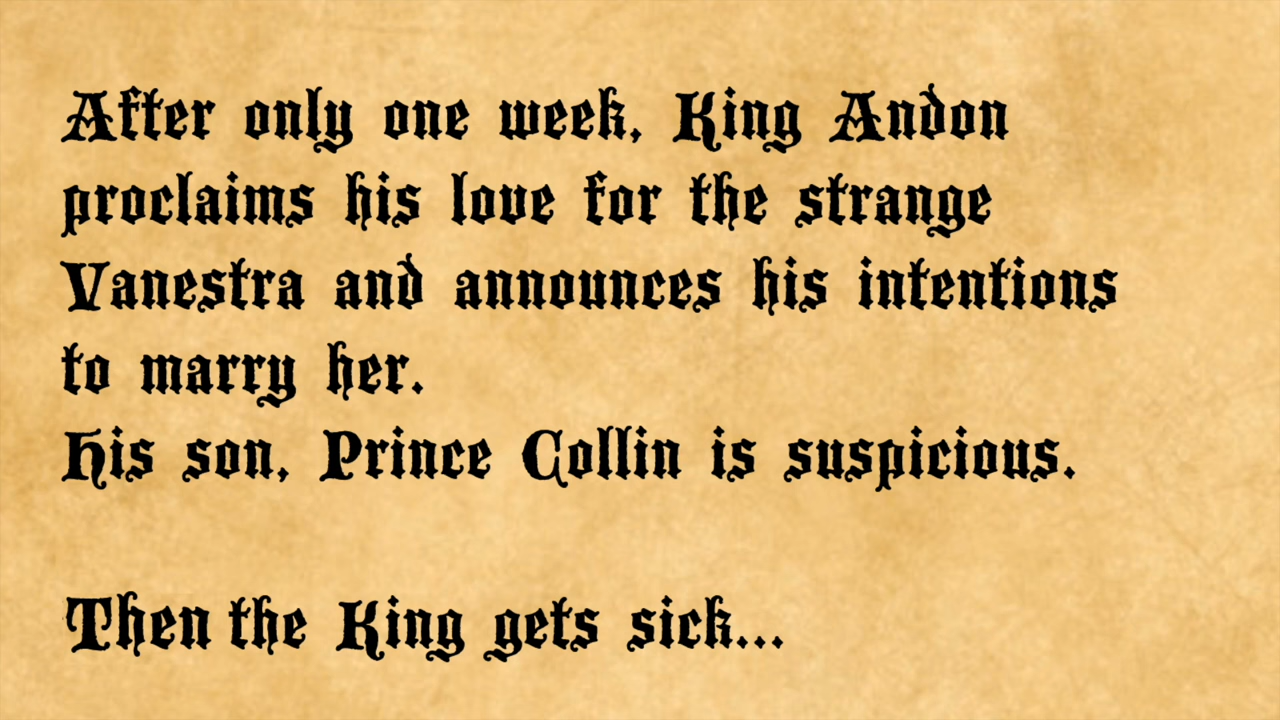 After only one week, King Andon
proclaims his love for the strange
Vanestra and announces his intentions
to marry her.
His son, Prince Collin is suspicious.
Then the King gets sick...